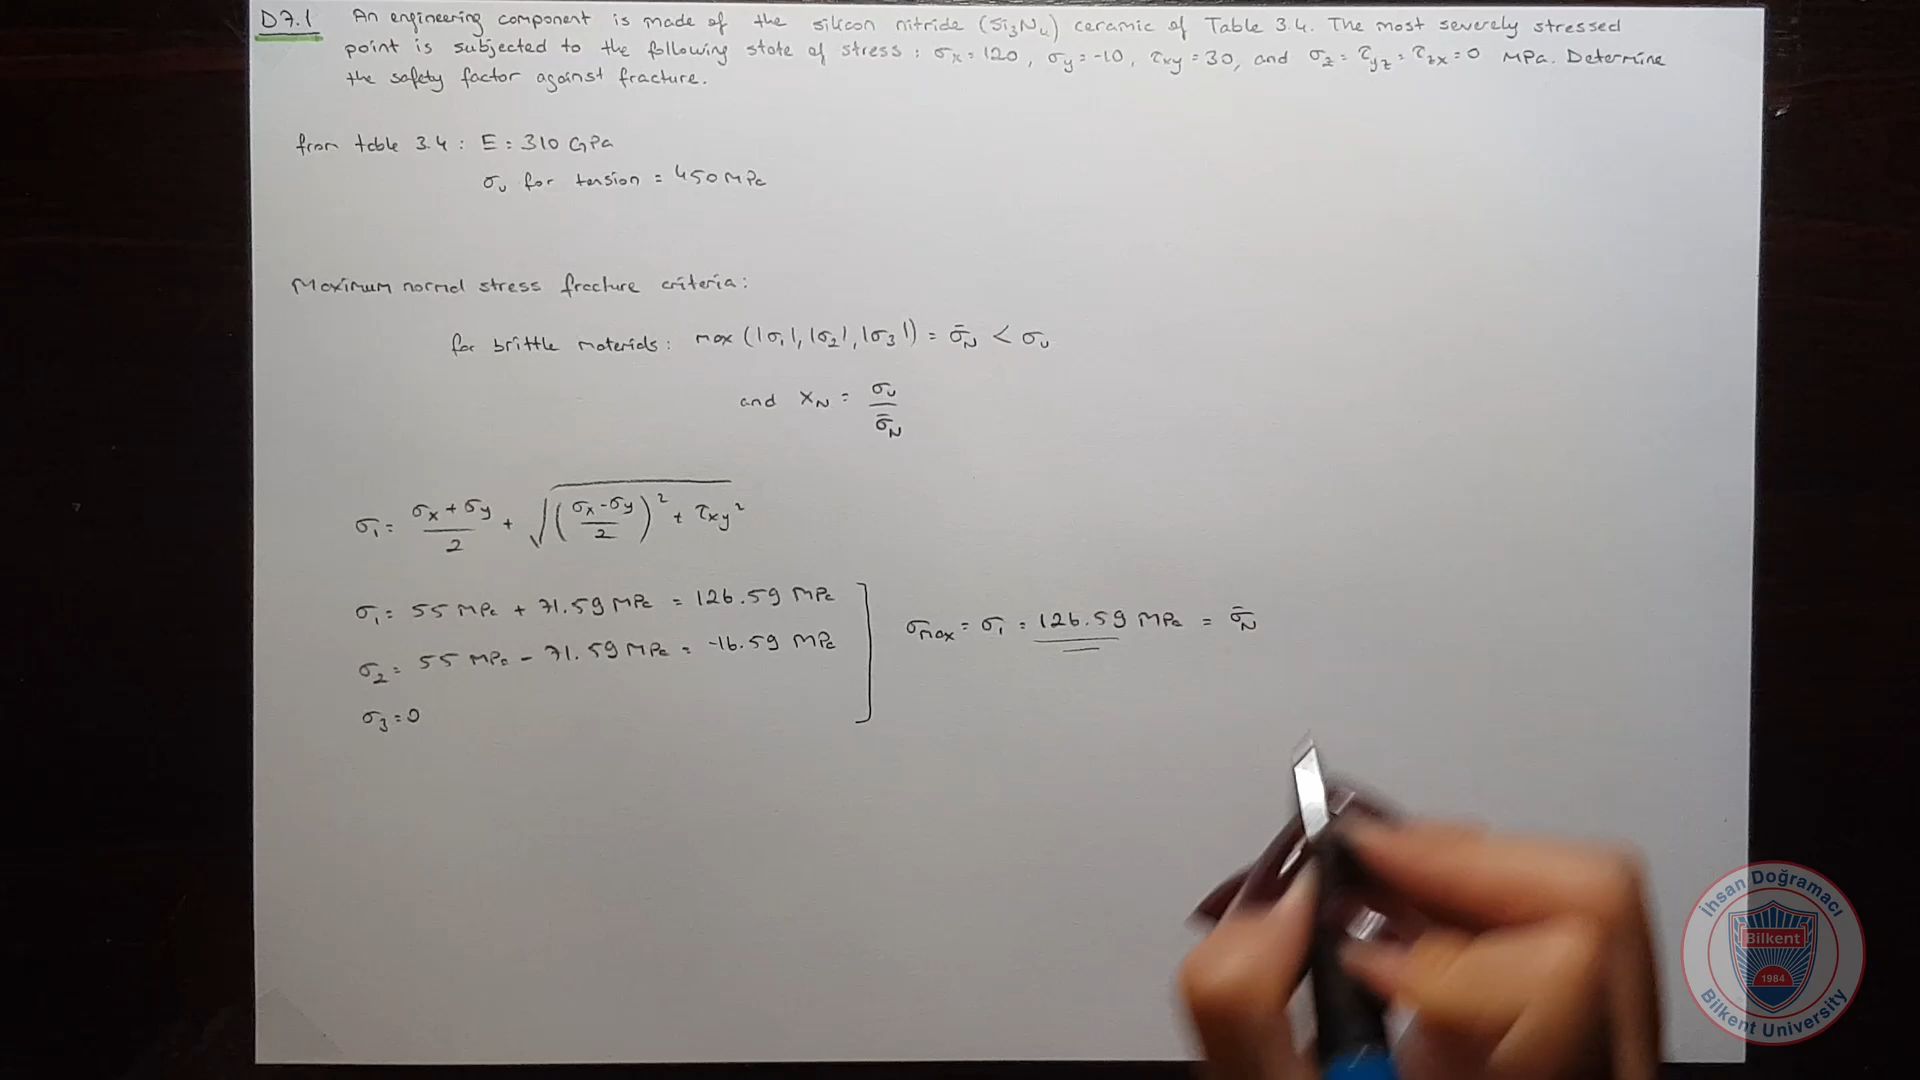 D7.1 An engineering component is made of the silicon nitride (Si3N4) ceramic of Table 3.4. The most severely stressed
point is subjected to the following state of stress: σx = 120, σy = -10, τxy = 30, and σz = τyz = τzx = 0 MPa. Determine
the safety factor against fracture.
from table 3.4: E = 310 GPa
σu for tension = 450 MPa
Maximum normal stress fracture criteria:
for brittle materials: max (|σ1|, |σ2|, |σ3|) = σ̄N < σu
and XN = σu / σ̄N
σ1 = (σx + σy)/2 + √(((σx - σy)/2)² + τxy²)
σ1 = 55 MPa + 71.59 MPa = 126.59 MPa
σ2 = 55 MPa - 71.59 MPa = -16.59 MPa
σ3 = 0
σmax = σ1 = 126.59 MPa = σ̄N
İhsan Doğramacı
Bilkent
1984
Bilkent University